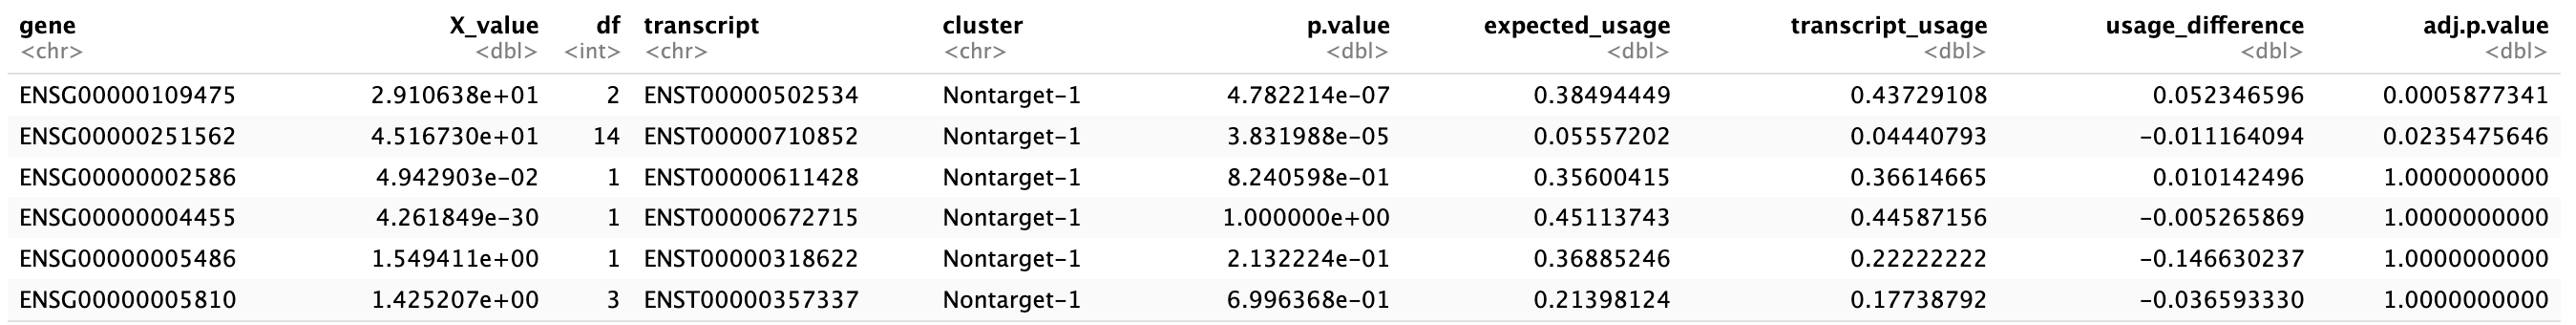 gene X_value df transcript cluster p.value expected_usage transcript_usage usage_difference adj.p.value
<chr> <dbl> <int> <chr> <chr> <dbl> <dbl> <dbl> <dbl> <dbl>
ENSG00000109475 2.910638e+01 2 ENST00000502534 Nontarget-1 4.782214e-07 0.38494449 0.43729108 0.052346596 0.0005877341
ENSG00000251562 4.516730e+01 14 ENST00000710852 Nontarget-1 3.831988e-05 0.05557202 0.04440793 -0.011164094 0.0235475646
ENSG00000002586 4.942903e-02 1 ENST00000611428 Nontarget-1 8.240598e-01 0.35600415 0.36614665 0.010142496 1.0000000000
ENSG00000004455 4.261849e-30 1 ENST00000672715 Nontarget-1 1.000000e+00 0.45113743 0.44587156 -0.005265869 1.0000000000
ENSG00000005486 1.549411e+00 1 ENST00000318622 Nontarget-1 2.132224e-01 0.36885246 0.22222222 -0.146630237 1.0000000000
ENSG00000005810 1.425207e+00 3 ENST00000357337 Nontarget-1 6.996368e-01 0.21398124 0.17738792 -0.036593330 1.0000000000